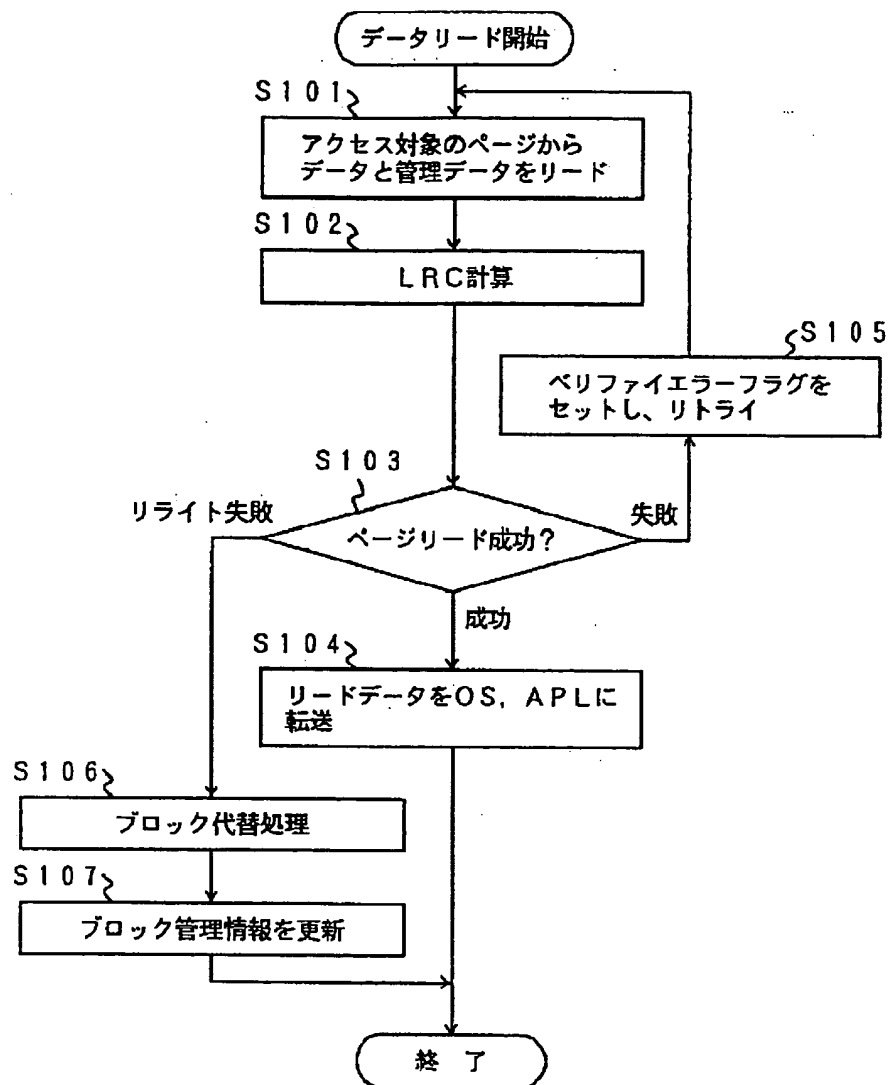 データリード開始
S101
アクセス対象のページから
データと管理データをリード
S102
LRC計算
S105
ベリファイエラーフラグを
セットし、リトライ
S103
リライト失敗
ページリード成功?
失敗
成功
S104
リードデータをOS,APLに
転送
S106
ブロック代替処理
S107
ブロック管理情報を更新
終 了